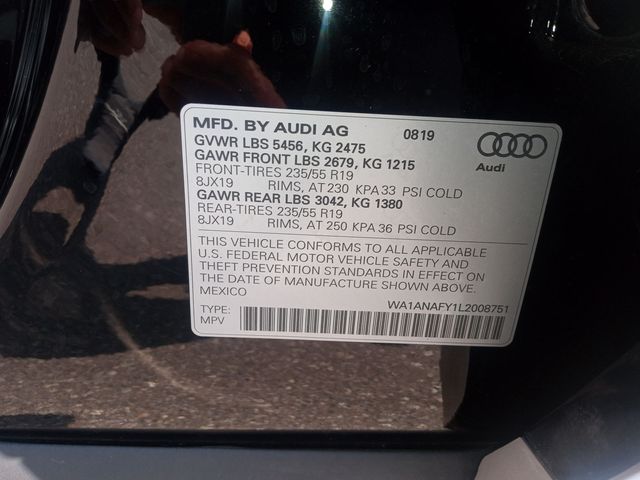 MFD. BY AUDI AG 0819
GVWR LBS 5456, KG 2475
GAWR FRONT LBS 2679, KG 1215
FRONT-TIRES 235/55 R19
8JX19 RIMS, AT 230 KPA 33 PSI COLD
GAWR REAR LBS 3042, KG 1380
REAR-TIRES 235/55 R19
8JX19 RIMS, AT 250 KPA 36 PSI COLD
Audi
THIS VEHICLE CONFORMS TO ALL APPLICABLE
U.S. FEDERAL MOTOR VEHICLE SAFETY AND
THEFT PREVENTION STANDARDS IN EFFECT ON
THE DATE OF MANUFACTURE SHOWN ABOVE.
MEXICO
WA1ANAFY1L2008751
TYPE:
MPV